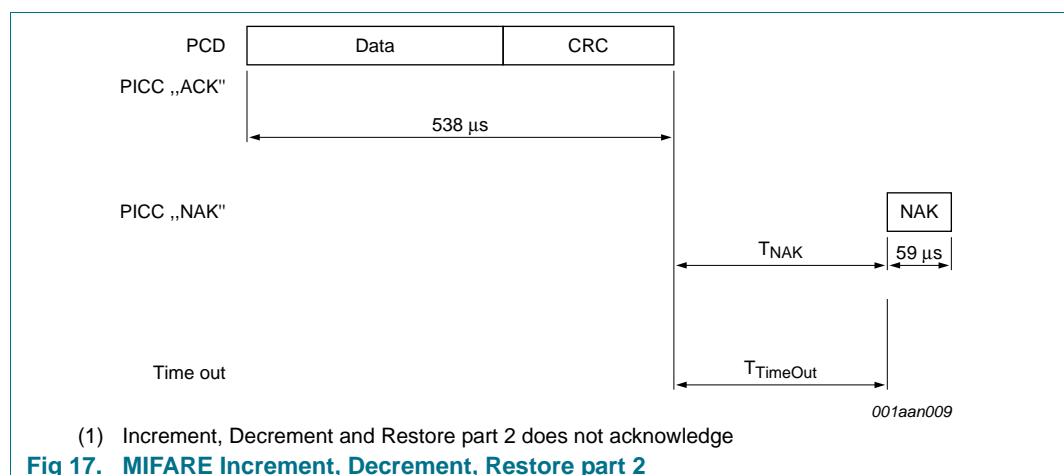 PCD Data CRC
PICC ,,ACK"
538 μs
PICC ,,NAK" NAK
TNAK 59 μs
Time out TTimeOut
001aan009
(1) Increment, Decrement and Restore part 2 does not acknowledge
Fig 17. MIFARE Increment, Decrement, Restore part 2